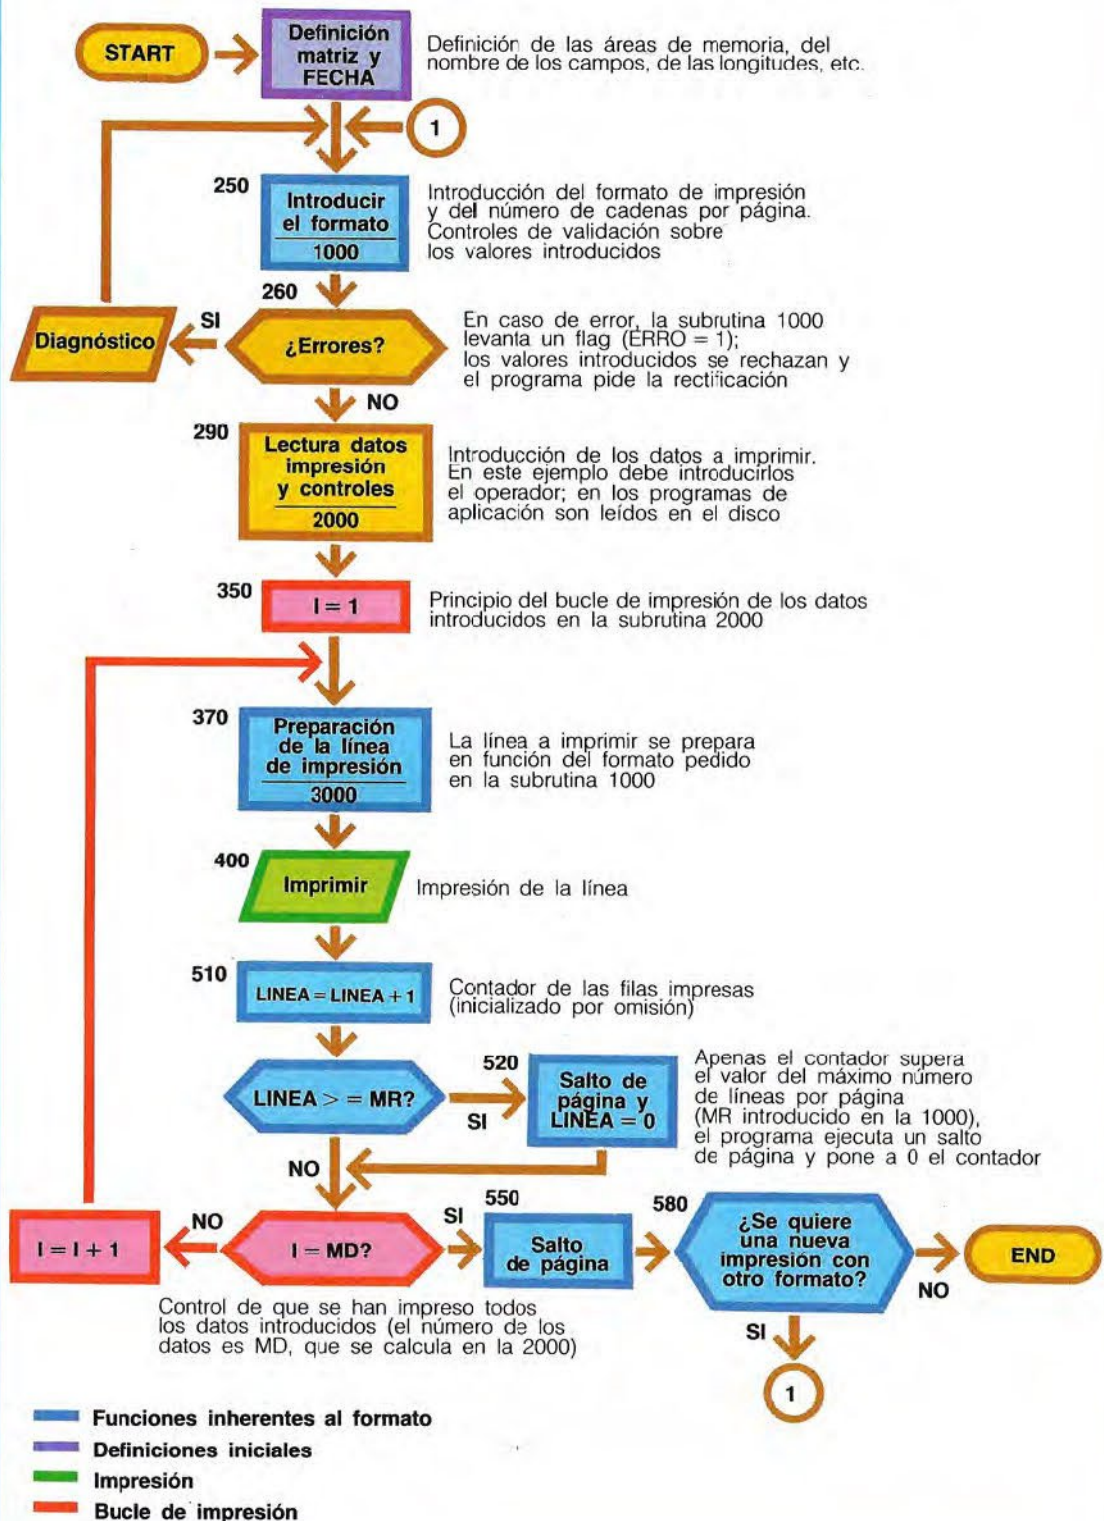 START
Definición
matriz y
FECHA
Definición de las áreas de memoria, del
nombre de los campos, de las longitudes, etc.
1
250
Introducir
el formato
1000
Introducción del formato de impresión
y del número de cadenas por página.
Controles de validación sobre
los valores introducidos
260
Diagnóstico
SI
¿Errores?
En caso de error, la subrutina 1000
levanta un flag (ERRO = 1);
los valores introducidos se rechazan y
el programa pide la rectificación
NO
290
Lectura datos
impresión
y controles
2000
Introducción de los datos a imprimir.
En este ejemplo debe introducirlos
el operador; en los programas de
aplicación son leídos en el disco
350
I = 1
Principio del bucle de impresión de los datos
introducidos en la subrutina 2000
370
Preparación
de la línea
de impresión
3000
La línea a imprimir se prepara
en función del formato pedido
en la subrutina 1000
400
Imprimir
Impresión de la línea
510
LINEA = LINEA + 1
Contador de las filas impresas
(inicializado por omisión)
LINEA > = MR?
SI
520
Salto de
página y
LINEA = 0
Apenas el contador supera
el valor del máximo número
de líneas por página
(MR introducido en la 1000),
el programa ejecuta un salto
de página y pone a 0 el contador
NO
I = I + 1
NO
I = MD?
SI
550
Salto
de página
580
¿Se quiere
una nueva
impresión con
otro formato?
NO
END
Control de que se han impreso todos
los datos introducidos (el número de los
datos es MD, que se calcula en la 2000)
SI
1
Funciones inherentes al formato
Definiciones iniciales
Impresión
Bucle de impresión